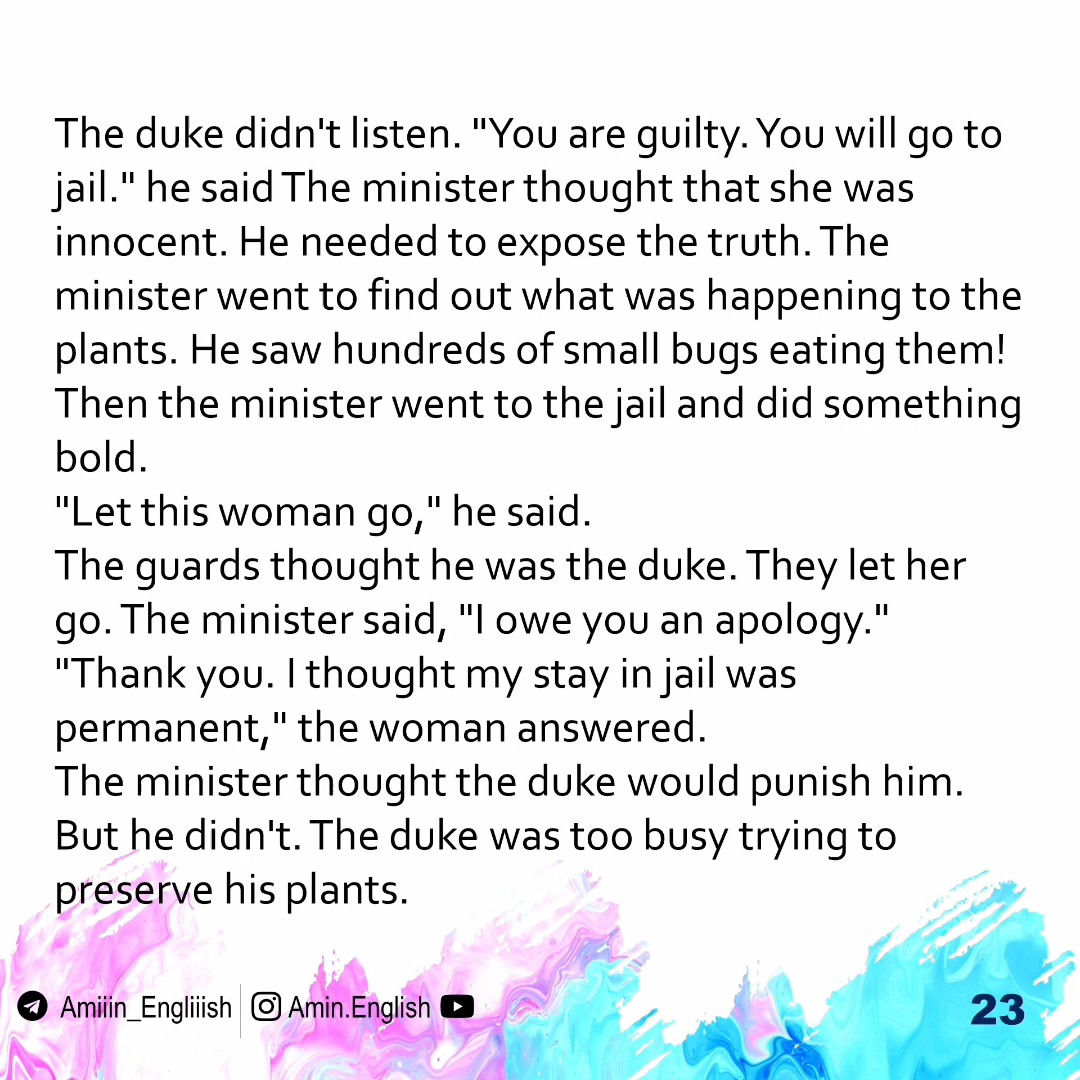 The duke didn't listen. "You are guilty. You will go to
jail." he said The minister thought that she was
innocent. He needed to expose the truth. The
minister went to find out what was happening to the
plants. He saw hundreds of small bugs eating them!
Then the minister went to the jail and did something
bold.
"Let this woman go," he said.
The guards thought he was the duke. They let her
go. The minister said, "I owe you an apology."
"Thank you. I thought my stay in jail was
permanent," the woman answered.
The minister thought the duke would punish him.
But he didn't. The duke was too busy trying to
preserve his plants.
Amiiin_Engliiish Amin.English
23